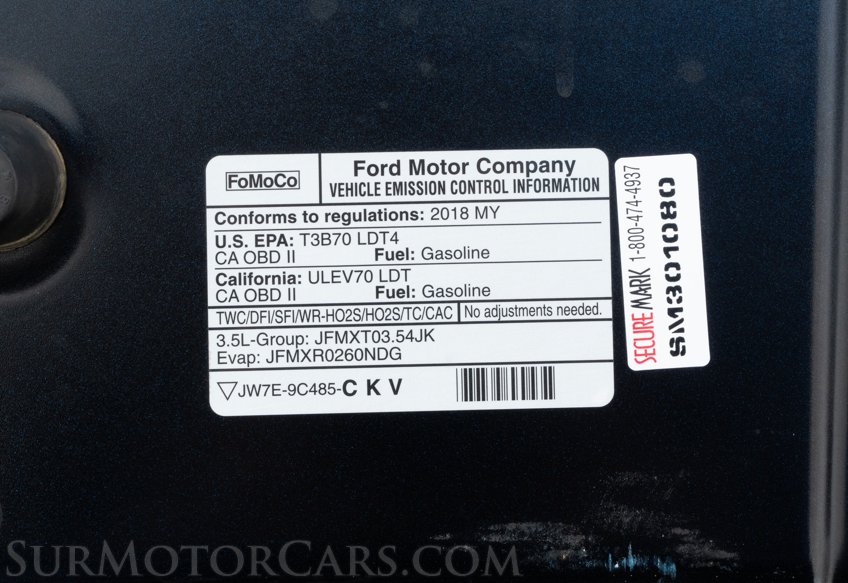 FoMoCo
Ford Motor Company
VEHICLE EMISSION CONTROL INFORMATION
Conforms to regulations: 2018 MY
U.S. EPA: T3B70 LDT4
CA OBD II Fuel: Gasoline
California: ULEV70 LDT
CA OBD II Fuel: Gasoline
TWC/DFI/SFI/WR-HO2S/HO2S/TC/CAC No adjustments needed.
3.5L-Group: JFMXT03.54JK
Evap: JFMXR0260NDG
JW7E-9C485-C K V
SECUREMARK 1-800-474-4937
SM301080
SurMotorCars.com